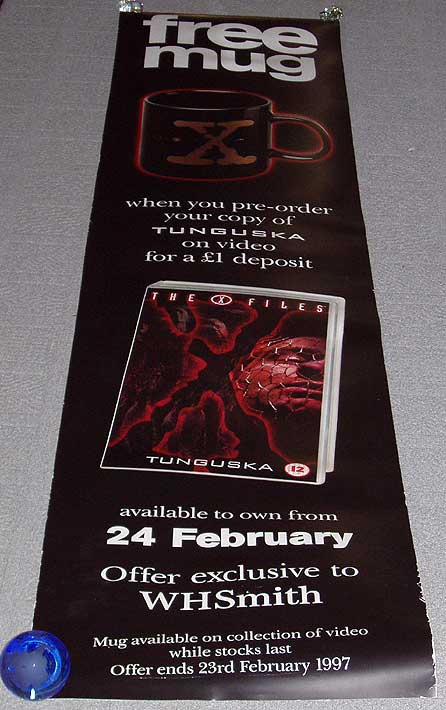 free
mug
X
when you pre-order
your copy of
TUNGUSKA
on video
for a £1 deposit
THE X FILES
TUNGUSKA
12
available to own from
24 February
Offer exclusive to
WHSmith
Mug available on collection of video
while stocks last
Offer ends 23rd February 1997